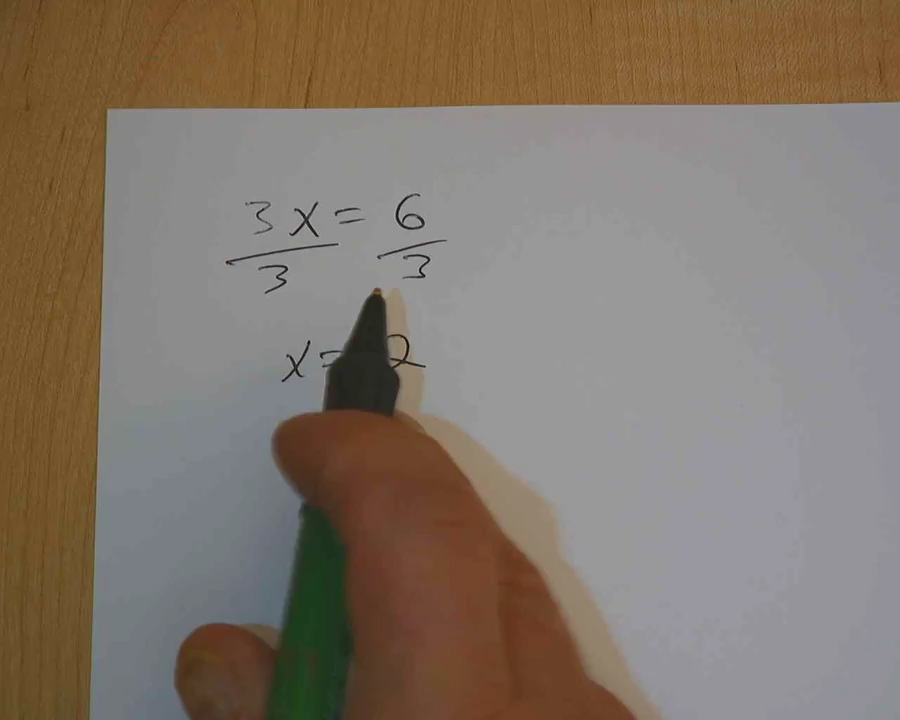 3x = 6
3 3
x = 2